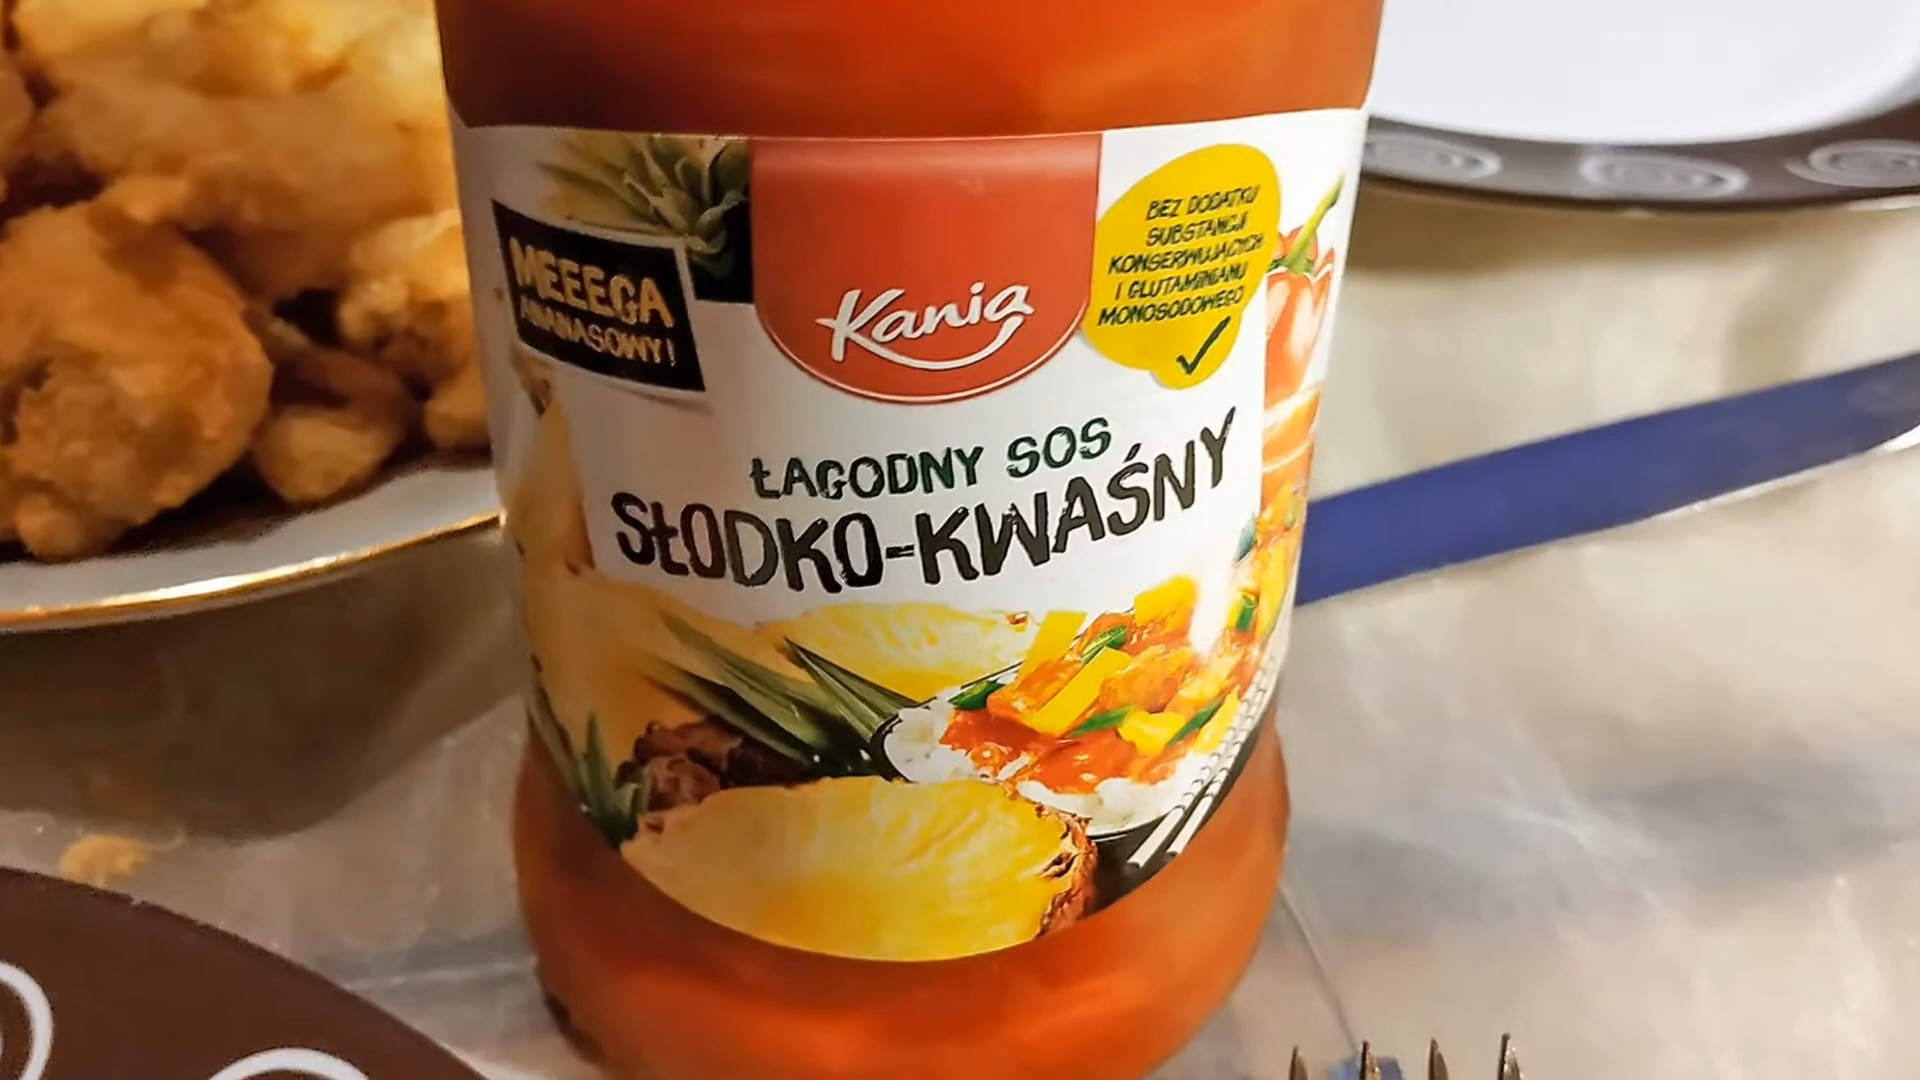 MEEEGA
ANANASOWY!
Kania
BEZ DODATKU
SUBSTANCJI
KONSERWUJĄCYCH
I GLUTAMINIANU
MONOSODOWEGO
ŁAGODNY SOS
SŁODKO-KWAŚNY